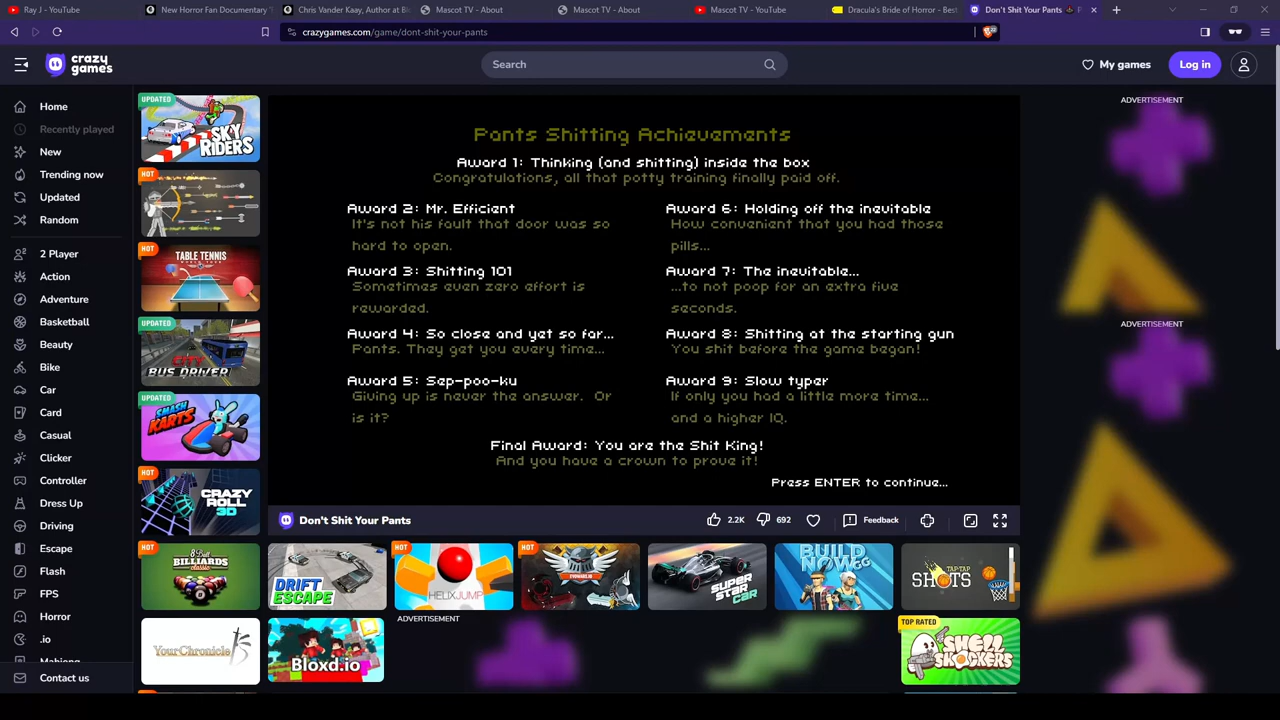 Ray J - YouTube
New Horror Fan Documentary
Chris Vander Kaay, Author at Bl
Mascot TV - About
Mascot TV - About
Mascot TV - YouTube
Dracula's Bride of Horror - Best
Don't Shit Your Pants
crazygames.com/game/dont-shit-your-pants
crazy games
Search
My games
Log in
Home
Recently played
New
Trending now
Updated
Random
2 Player
Action
Adventure
Basketball
Beauty
Bike
Car
Card
Casual
Clicker
Controller
Dress Up
Driving
Escape
Flash
FPS
Horror
.io
Mahjong
Contact us
UPDATED
SKY RIDERS
HOT
HOT
TABLE TENNIS
UPDATED
CITY BUS DRIVER
UPDATED
SMASH KARTS
HOT
CRAZY ROLL 3D
Pants Shitting Achievements
Award 1: Thinking (and shitting) inside the box
Congratulations, all that potty training finally paid off.
Award 2: Mr. Efficient
It's not his fault that door was so
hard to open.
Award 3: Shitting 101
Sometimes even zero effort is
rewarded.
Award 4: So close and yet so far...
Pants. They get you every time...
Award 5: Sep-poo-ku
Giving up is never the answer. Or
is it?
Award 6: Holding off the inevitable
How convenient that you had those
pills...
Award 7: The inevitable...
...to not poop for an extra five
seconds.
Award 8: Shitting at the starting gun
You shit before the game began!
Award 9: Slow typer
If only you had a little more time...
and a higher IQ.
Final Award: You are the Shit King!
And you have a crown to prove it!
Press ENTER to continue...
Don't Shit Your Pants
2.2K
692
Feedback
ADVERTISEMENT
ADVERTISEMENT
HOT
8 Ball
BILLIARDS
classic
DRIFT
ESCAPE
HOT
HELIX JUMP
HOT
EVOWARS.IO
SUPER
STAR
CAR
BUILD
NOW GG
TAP-TAP
SHOTS
YourChronicle
Bloxd.io
ADVERTISEMENT
TOP RATED
SHELL
SHOCKERS